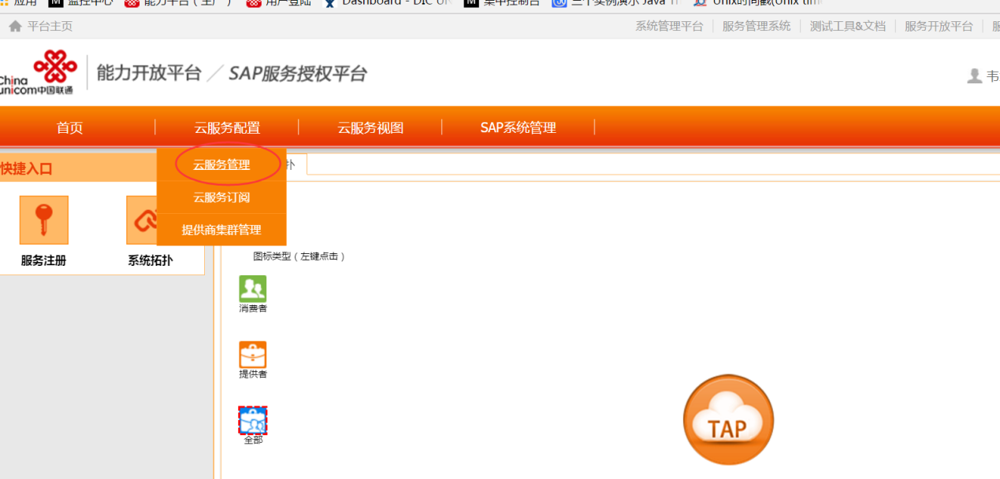 应用 监控中心 能力平台（生产） 用户登陆 Dashboard - DIC UN 集中控制台 三个实例演示 Java Th Unix时间戳(Unix tim
平台主页 系统管理平台 服务管理系统 测试工具&文档 服务开放平台 服
China
unicom中国联通 能力开放平台 / SAP服务授权平台 韦
首页 云服务配置 云服务视图 SAP系统管理
快捷入口 云服务管理 扑
云服务订阅
提供商集群管理
服务注册 系统拓扑 图标类型（左键点击）
消费者
提供者
TAP
全部